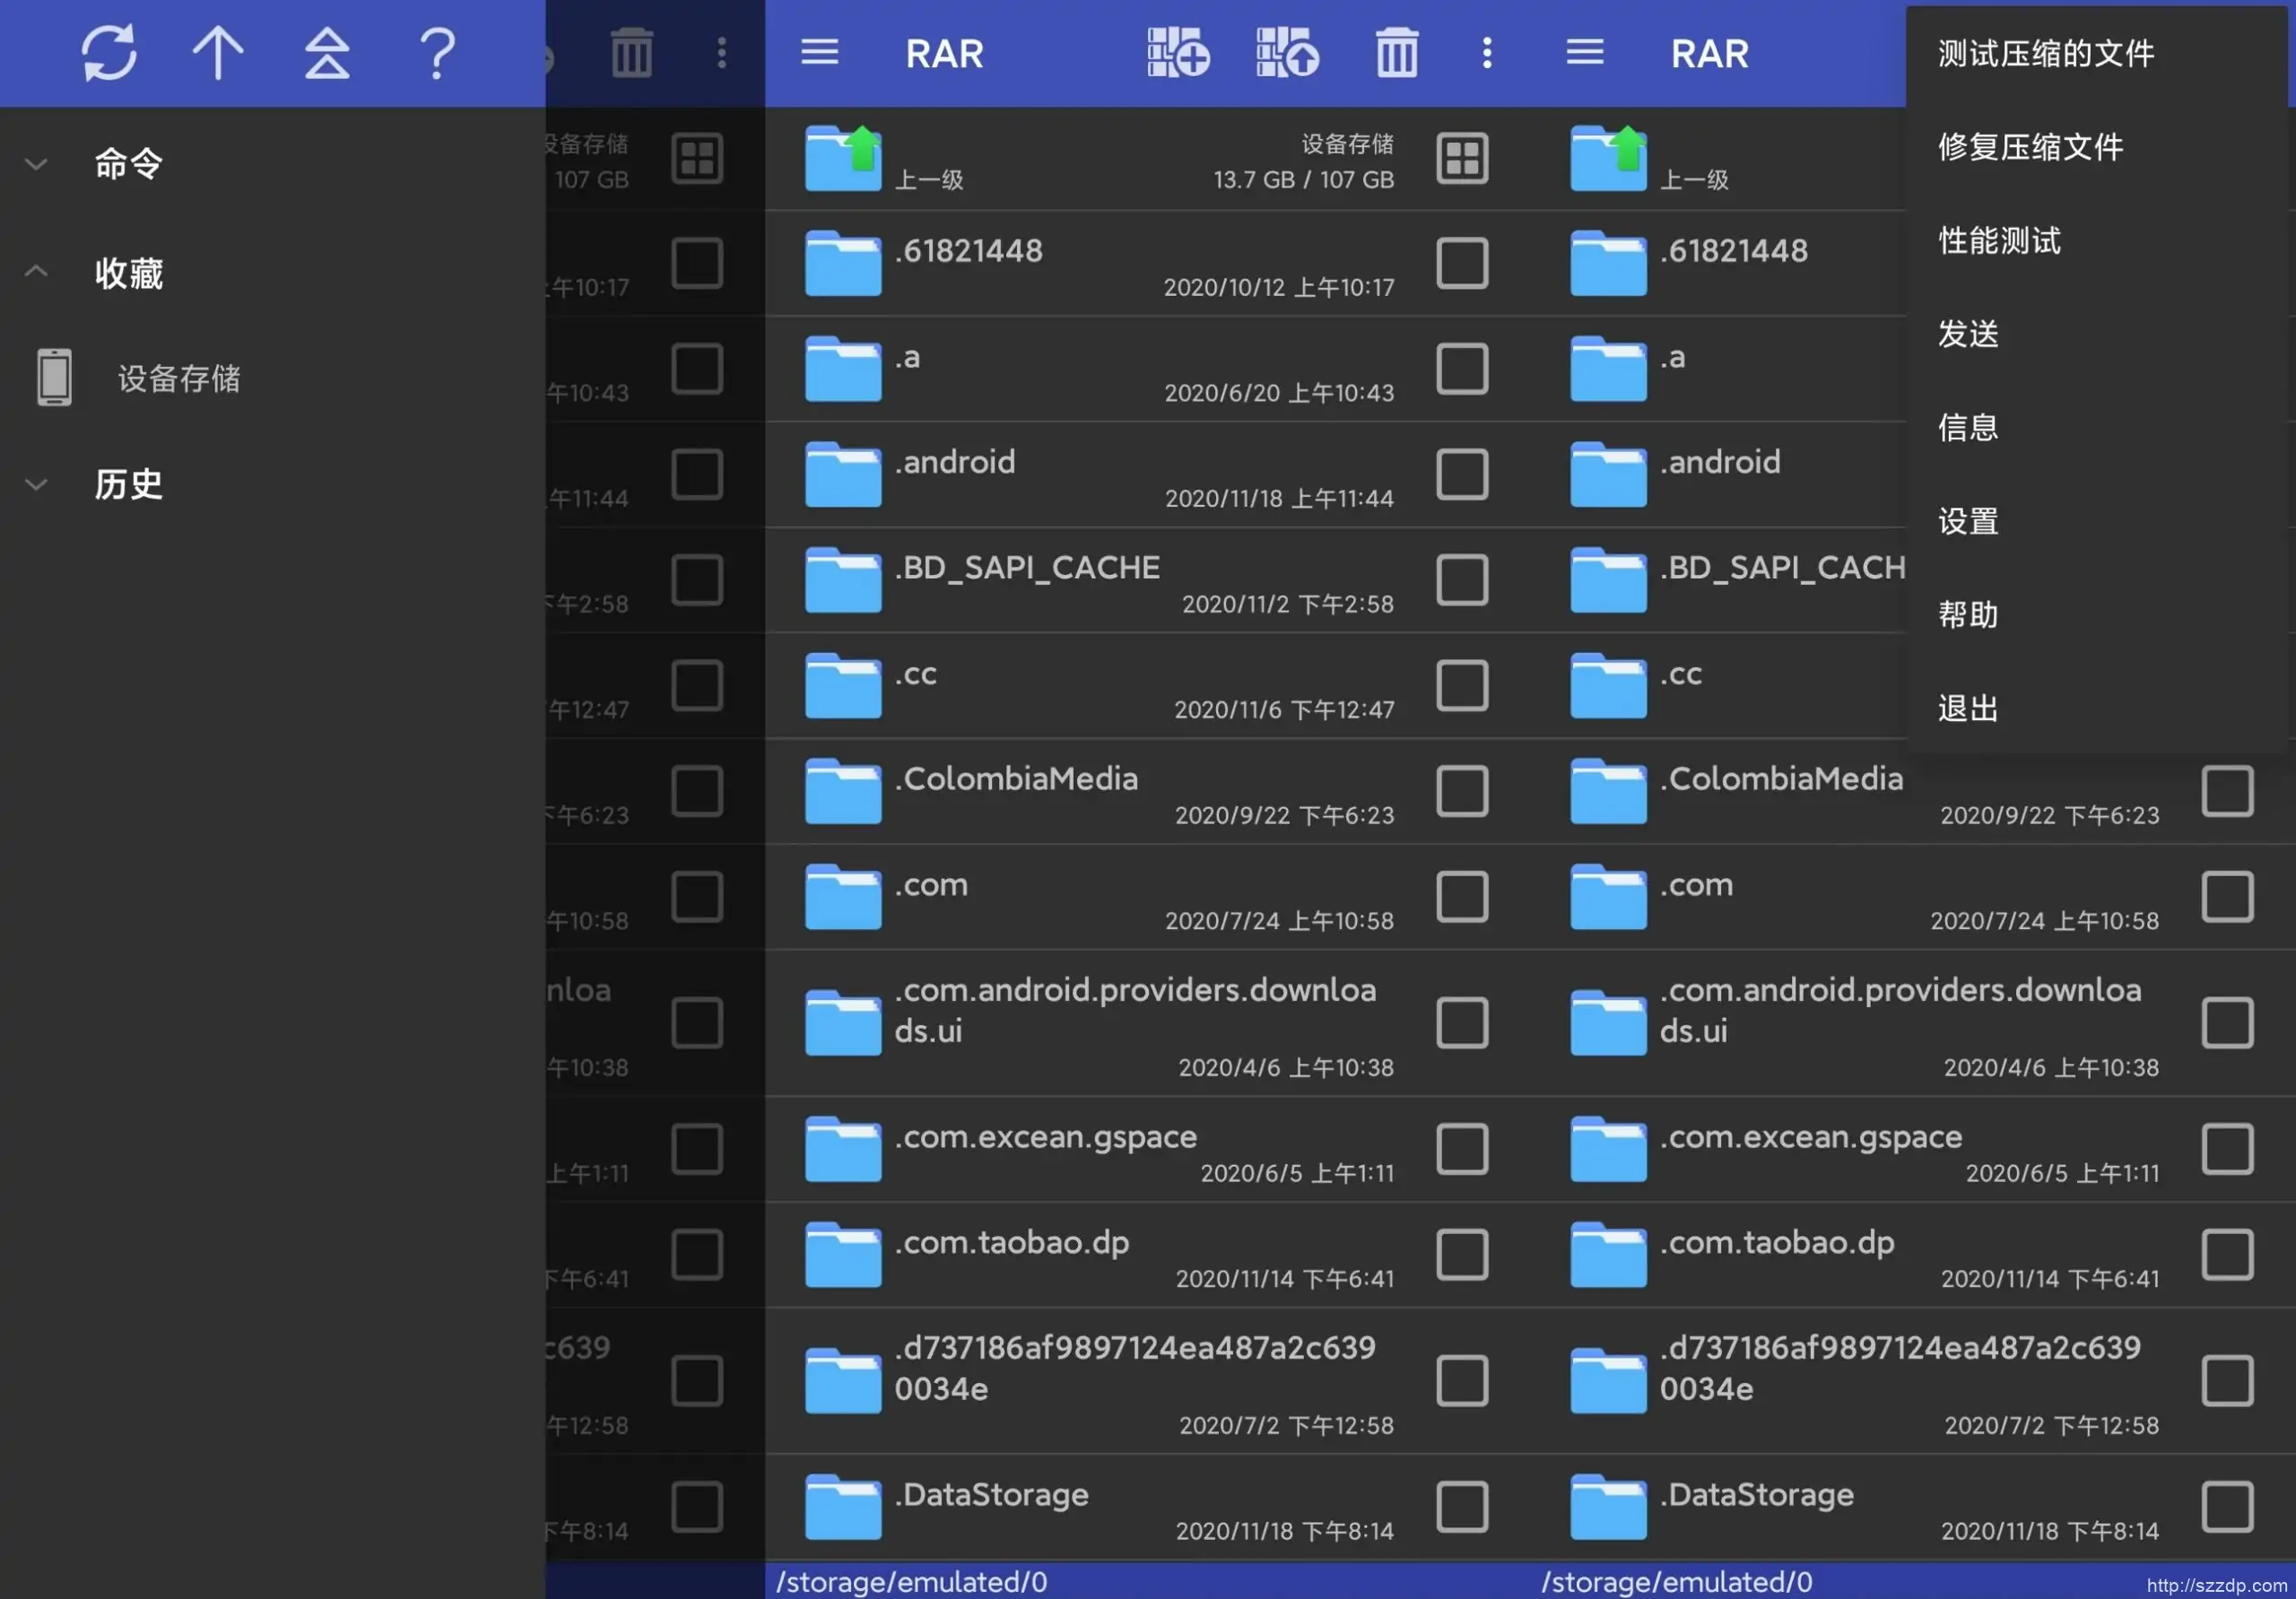 命令
收藏
设备存储
历史
设备存储
107 GB
午10:17
午10:43
午11:44
午2:58
午12:47
午6:23
午10:58
nloa
午10:38
上午1:11
下午6:41
c639
午12:58
下午8:14
RAR
设备存储
上一级
13.7 GB / 107 GB
.61821448
2020/10/12 上午10:17
.a
2020/6/20 上午10:43
.android
2020/11/18 上午11:44
.BD_SAPI_CACHE
2020/11/2 下午2:58
.cc
2020/11/6 下午12:47
.ColombiaMedia
2020/9/22 下午6:23
.com
2020/7/24 上午10:58
.com.android.providers.downloa
ds.ui
2020/4/6 上午10:38
.com.excean.gspace
2020/6/5 上午1:11
.com.taobao.dp
2020/11/14 下午6:41
.d737186af9897124ea487a2c639
0034e
2020/7/2 下午12:58
.DataStorage
2020/11/18 下午8:14
/storage/emulated/0
RAR
上一级
.61821448
.a
.android
.BD_SAPI_CACH
.cc
.ColombiaMedia
2020/9/22 下午6:23
.com
2020/7/24 上午10:58
.com.android.providers.downloa
ds.ui
2020/4/6 上午10:38
.com.excean.gspace
2020/6/5 上午1:11
.com.taobao.dp
2020/11/14 下午6:41
.d737186af9897124ea487a2c639
0034e
2020/7/2 下午12:58
.DataStorage
2020/11/18 下午8:14
/storage/emulated/0
测试压缩的文件
修复压缩文件
性能测试
发送
信息
设置
帮助
退出
http://szzdp.com